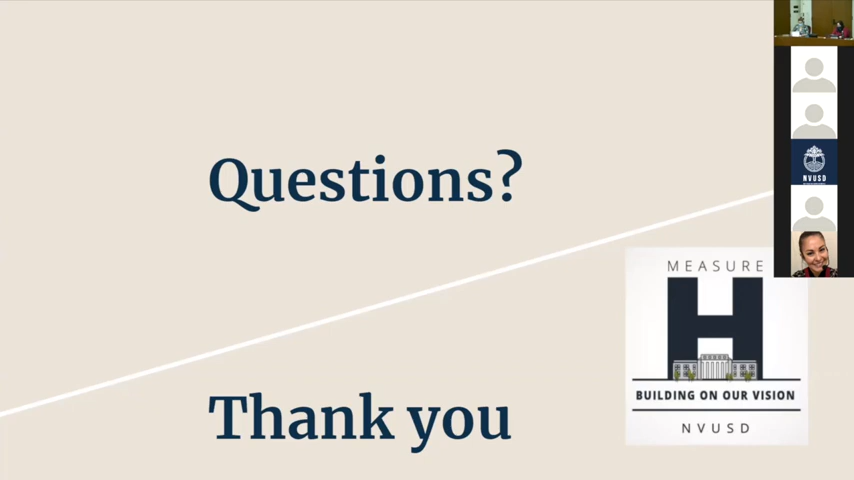 Questions?
NVUSD
MEASURE
H
BUILDING ON OUR VISION
NVUSD
Thank you